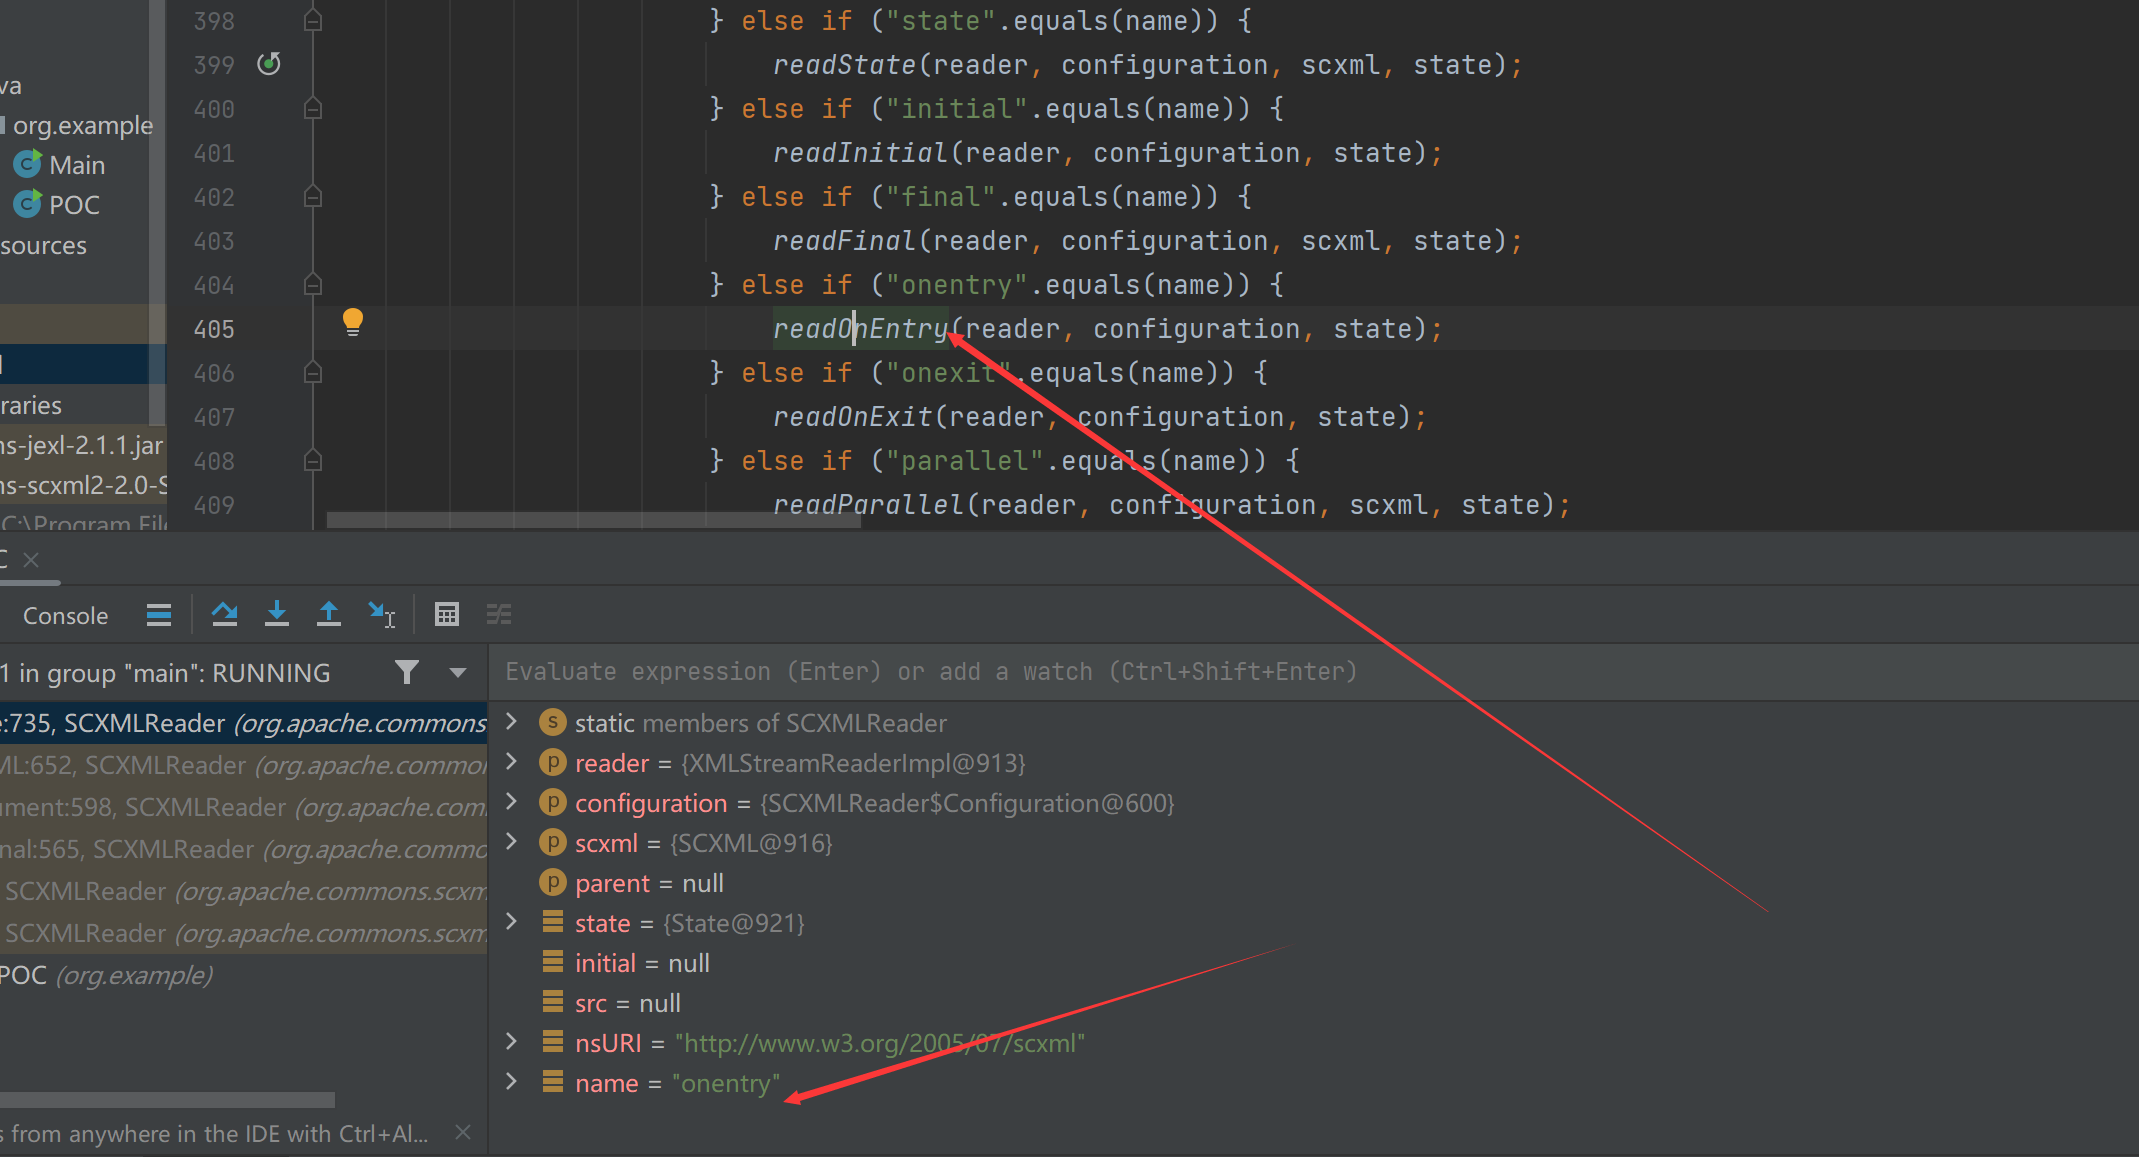 398 } else if ("state".equals(name)) {
399 readState(reader, configuration, scxml, state);
400 } else if ("initial".equals(name)) {
401 readInitial(reader, configuration, state);
402 } else if ("final".equals(name)) {
403 readFinal(reader, configuration, scxml, state);
404 } else if ("onentry".equals(name)) {
405 readOnEntry(reader, configuration, state);
406 } else if ("onexit".equals(name)) {
407 readOnExit(reader, configuration, state);
408 } else if ("parallel".equals(name)) {
409 readParallel(reader, configuration, scxml, state);
va
org.example
Main
POC
sources
raries
ns-jexl-2.1.1.jar
ns-scxml2-2.0-S
C:\Program File
Console
1 in group "main": RUNNING
e:735, SCXMLReader (org.apache.commons.
ML:652, SCXMLReader (org.apache.common
ument:598, SCXMLReader (org.apache.com.
nal:565, SCXMLReader (org.apache.commo
SCXMLReader (org.apache.commons.scxm
SCXMLReader (org.apache.commons.scxm
POC (org.example)
s from anywhere in the IDE with Ctrl+Al...
Evaluate expression (Enter) or add a watch (Ctrl+Shift+Enter)
static members of SCXMLReader
reader = {XMLStreamReaderImpl@913}
configuration = {SCXMLReader$Configuration@600}
scxml = {SCXML@916}
parent = null
state = {State@921}
initial = null
src = null
nsURI = "http://www.w3.org/2005/07/scxml"
name = "onentry"